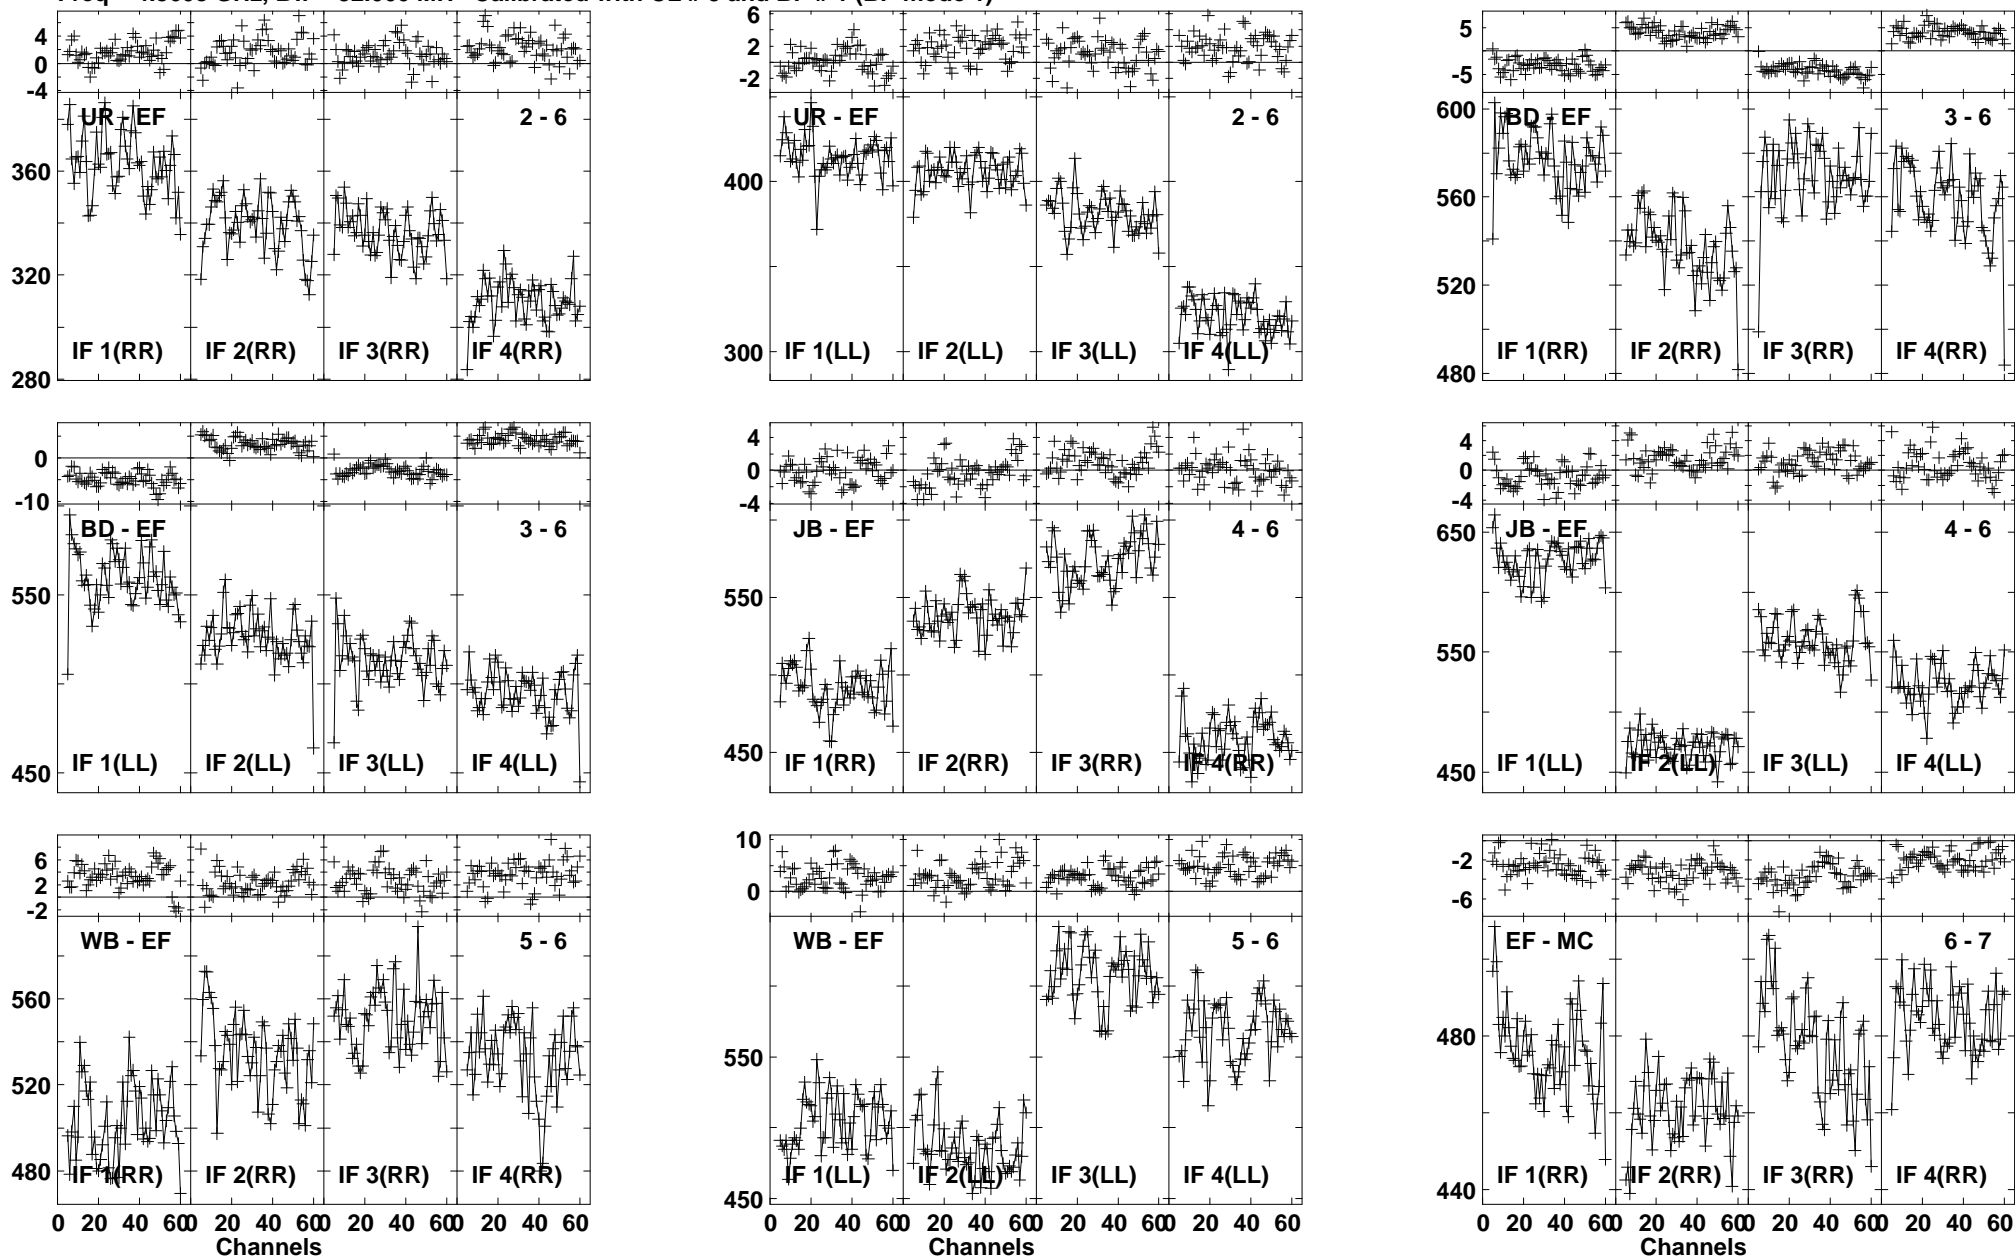 4
0
-4
UR - EF
2 - 6
360
320
280
IF 1(RR)
IF 2(RR)
IF 3(RR)
IF 4(RR)
6
2
-2
UR - EF
2 - 6
400
300
IF 1(LL)
IF 2(LL)
IF 3(LL)
IF 4(LL)
5
-5
BD - EF
3 - 6
600
560
520
480
IF 1(RR)
IF 2(RR)
IF 3(RR)
IF 4(RR)
0
-10
BD - EF
3 - 6
550
450
IF 1(LL)
IF 2(LL)
IF 3(LL)
IF 4(LL)
4
0
-4
JB - EF
4 - 6
550
450
IF 1(RR)
IF 2(RR)
IF 3(RR)
IF 4(RR)
4
0
-4
JB - EF
4 - 6
650
550
450
IF 1(LL)
IF 2(LL)
IF 3(LL)
IF 4(LL)
6
2
-2
WB - EF
5 - 6
560
520
480
IF 1(RR)
IF 2(RR)
IF 3(RR)
IF 4(RR)
0 20 40 60 0 20 40 60 0 20 40 60 0 20 40 60
Channels
10
0
WB - EF
5 - 6
550
450
IF 1(LL)
IF 2(LL)
IF 3(LL)
IF 4(LL)
0 20 40 60 0 20 40 60 0 20 40 60 0 20 40 60
Channels
-2
-6
EF - MC
6 - 7
480
440
IF 1(RR)
IF 2(RR)
IF 3(RR)
IF 4(RR)
0 20 40 60 0 20 40 60 0 20 40 60 0 20 40 60
Channels